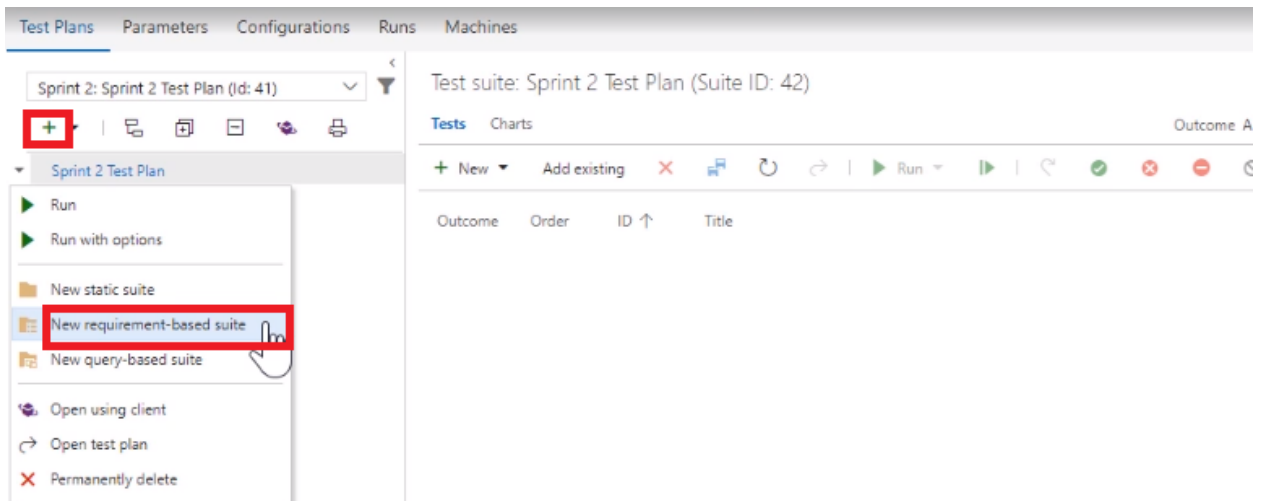 Test Plans Parameters Configurations Runs Machines
Sprint 2: Sprint 2 Test Plan (Id: 41)
Test suite: Sprint 2 Test Plan (Suite ID: 42)
Tests Charts
Outcome A
Sprint 2 Test Plan
+ New Add existing Run
Run
Run with options
Outcome Order ID ↑ Title
New static suite
New requirement-based suite
New query-based suite
Open using client
Open test plan
Permanently delete